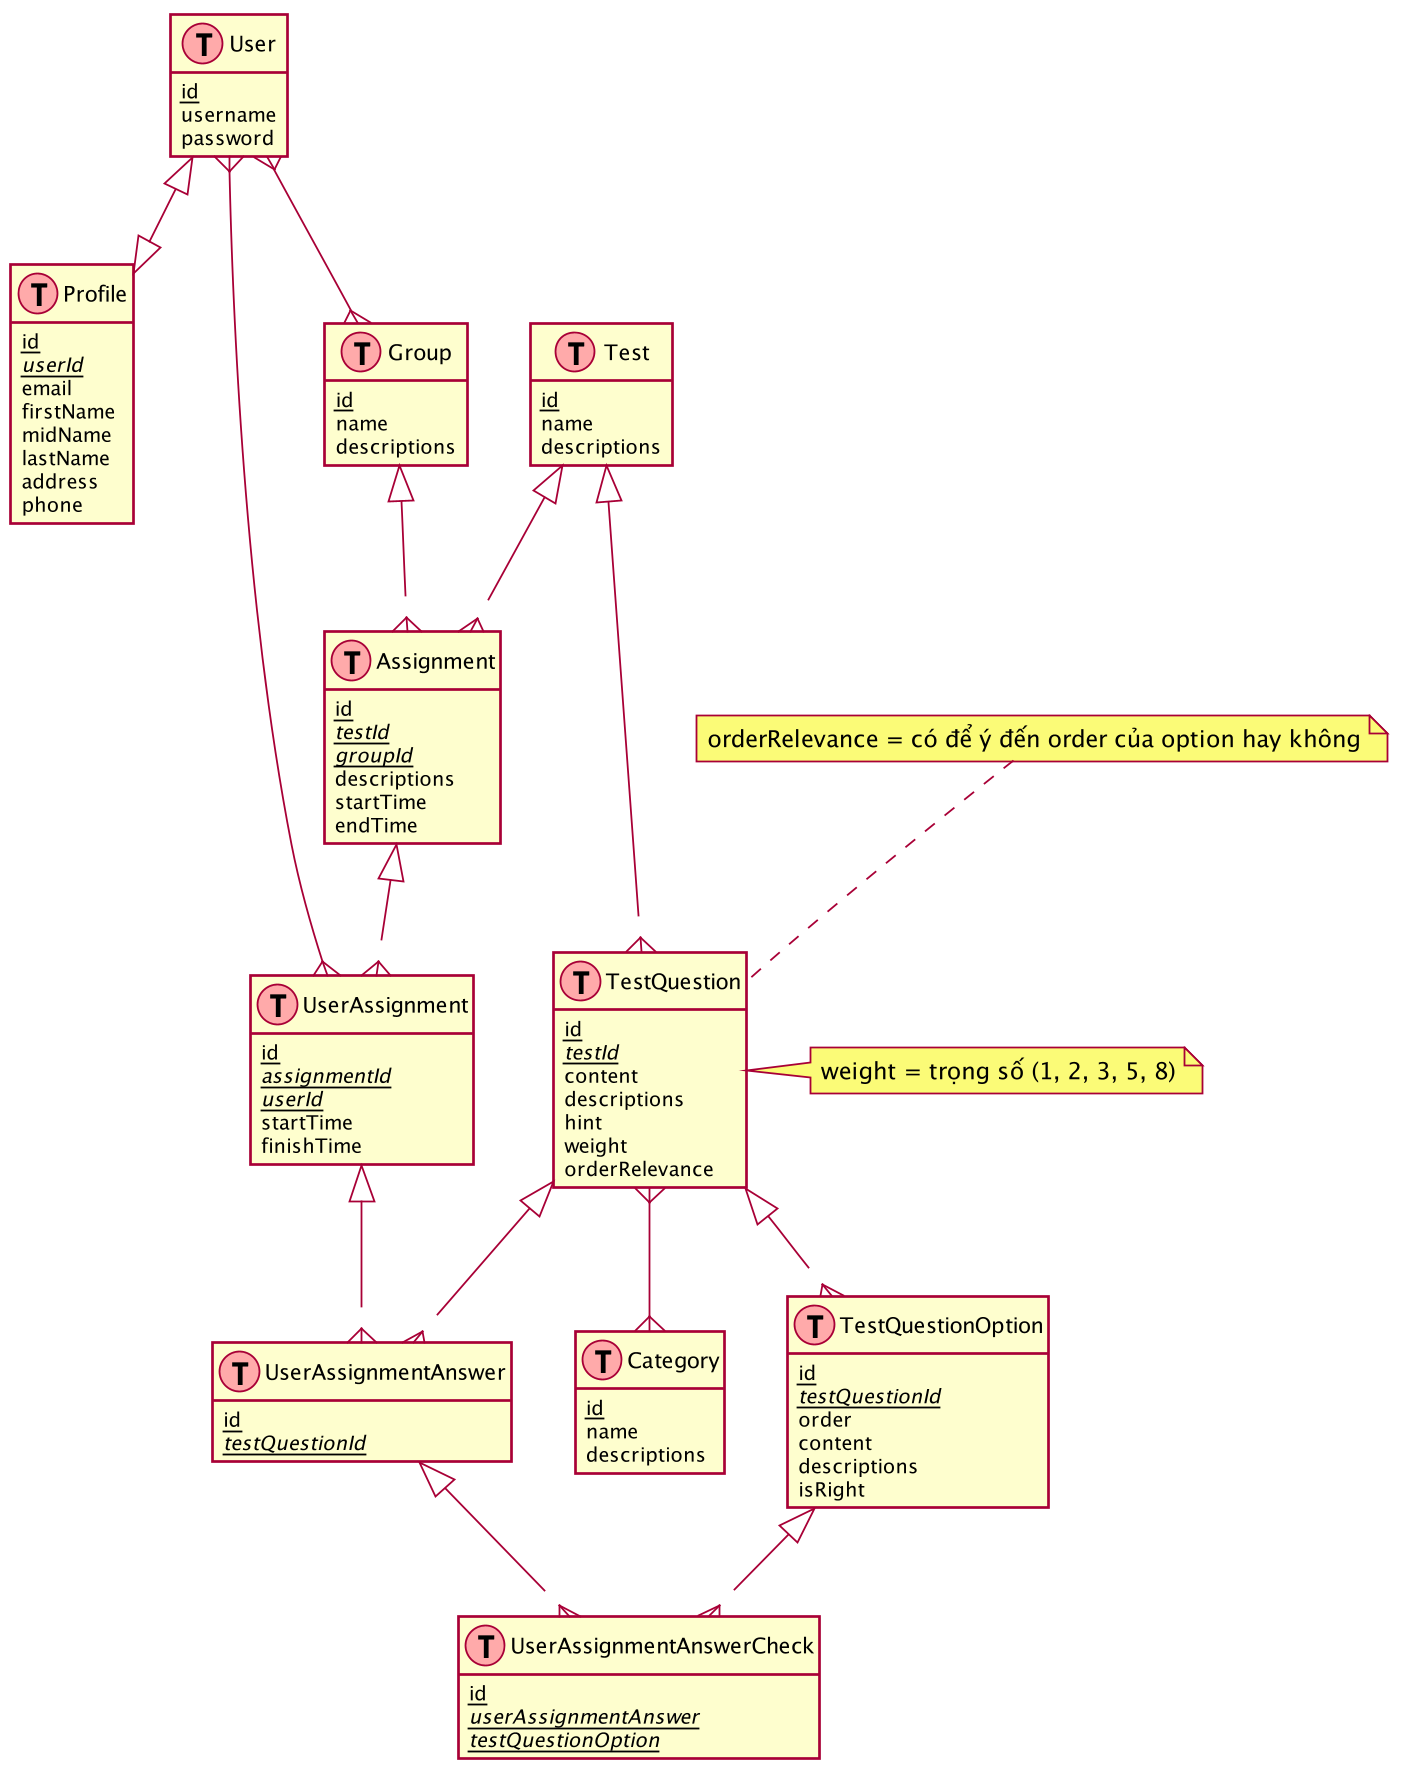 T User
id
username
password
T Profile
id
userId
email
firstName
midName
lastName
address
phone
T Group
id
name
descriptions
T Test
id
name
descriptions
T Assignment
id
testId
groupId
descriptions
startTime
endTime
orderRelevance = có để ý đến order của option hay không
T UserAssignment
id
assignmentId
userId
startTime
finishTime
T TestQuestion
id
testId
content
descriptions
hint
weight
orderRelevance
weight = trọng số (1, 2, 3, 5, 8)
T UserAssignmentAnswer
id
testQuestionId
T Category
id
name
descriptions
T TestQuestionOption
id
testQuestionId
order
content
descriptions
isRight
T UserAssignmentAnswerCheck
id
userAssignmentAnswer
testQuestionOption